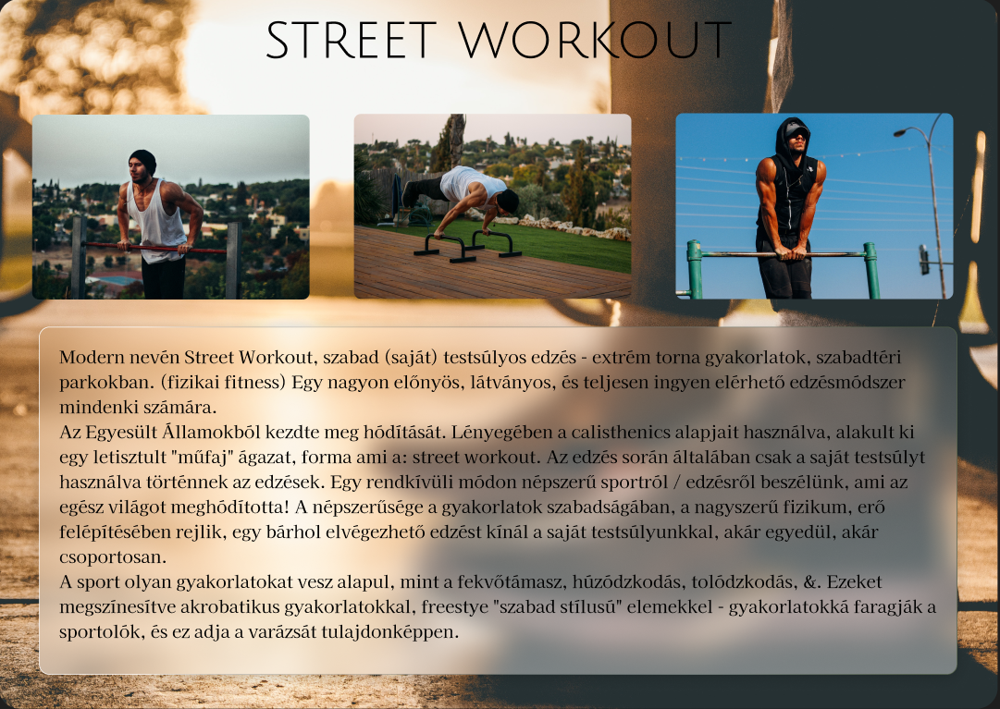 STREET WORKOUT
Modern nevén Street Workout, szabad (saját) testsúlyos edzés - extrém torna gyakorlatok, szabadtéri
parkokban. (fizikai fitness) Egy nagyon előnyös, látványos, és teljesen ingyen elérhető edzésmódszer
mindenki számára.
Az Egyesült Államokból kezdte meg hódítását. Lényegében a calisthenics alapjait használva, alakult ki
egy letisztult "műfaj" ágazat, forma ami a: street workout. Az edzés során általában csak a saját testsúlyt
használva történnek az edzések. Egy rendkívüli módon népszerű sportról / edzésről beszélünk, ami az
egész világot meghódította! A népszerűsége a gyakorlatok szabadságában, a nagyszerű fizikum, erő
felépítésében rejlik, egy bárhol elvégezhető edzést kínál a saját testsúlyunkkal, akár egyedül, akár
csoportosan.
A sport olyan gyakorlatokat vesz alapul, mint a fekvőtámasz, húzódzkodás, tolódzkodás, &. Ezeket
megszínesítve akrobatikus gyakorlatokkal, freestye "szabad stílusú" elemekkel - gyakorlatokká faragják a
sportolók, és ez adja a varázsát tulajdonképpen.